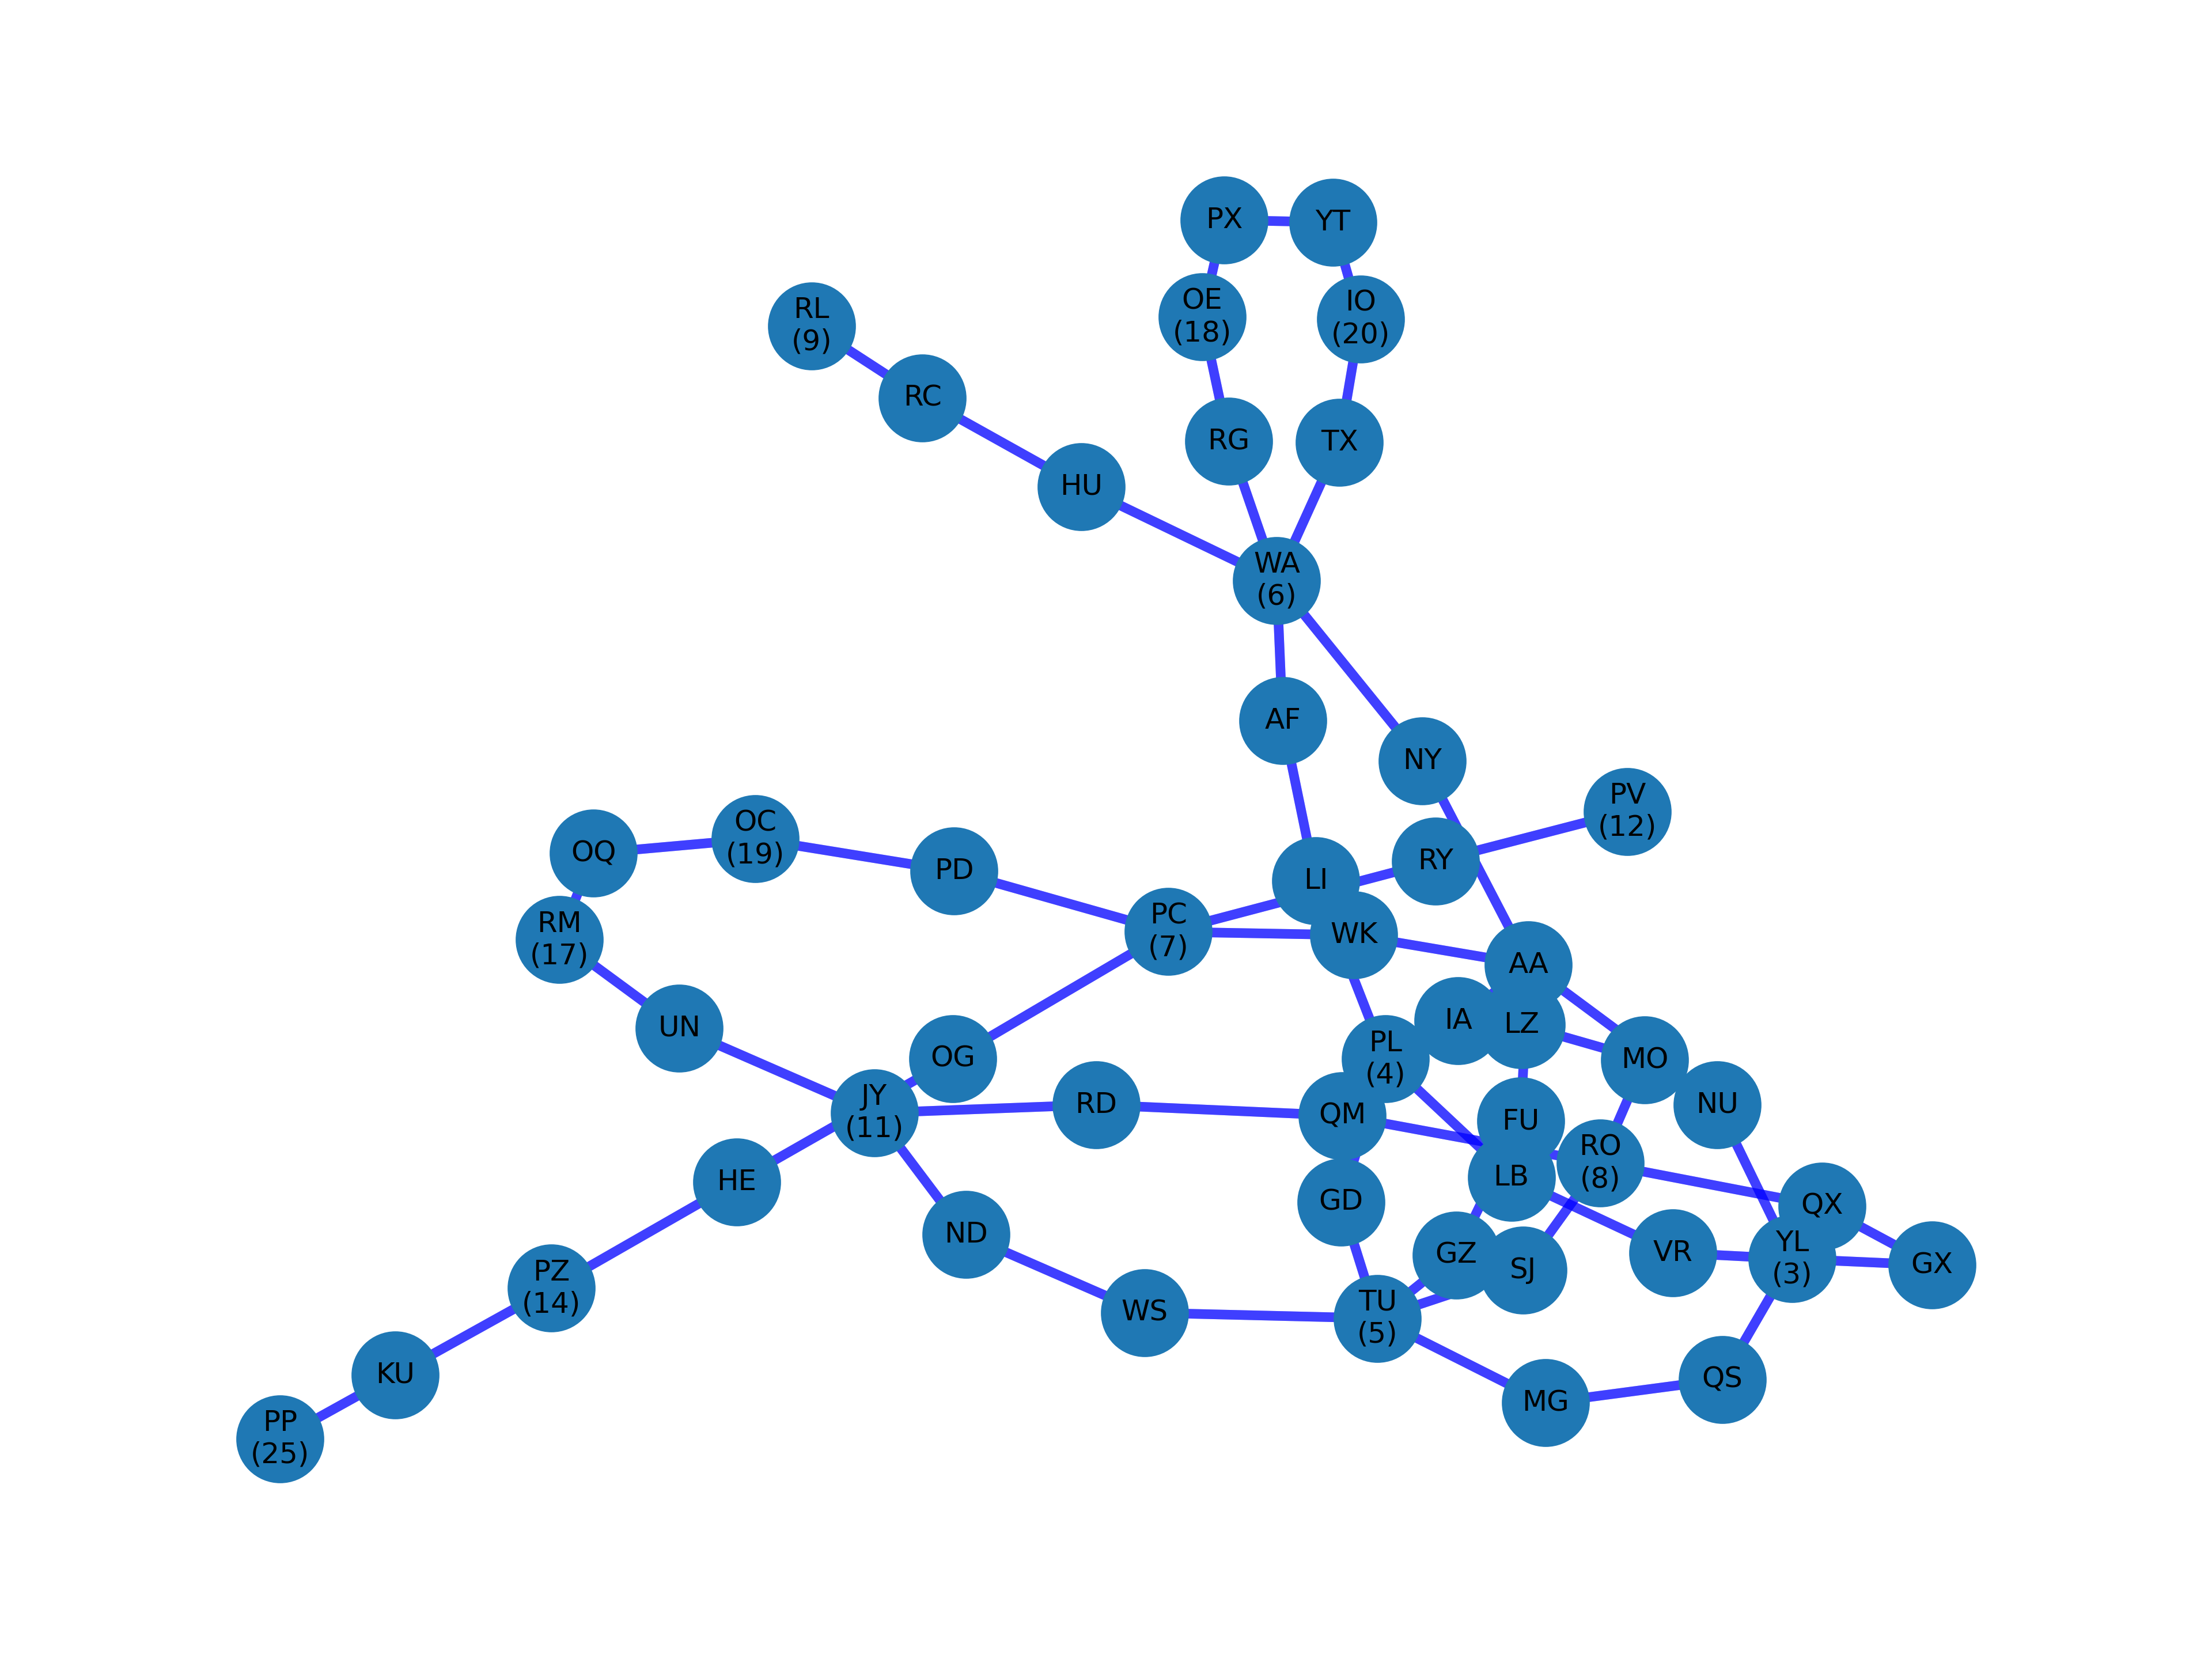 PX
YT
OE
(18)
IO
(20)
RL
(9)
RC
RG
TX
HU
WA
(6)
AF
NY
PV
(12)
OC
(19)
OQ
PD
RY
LI
RM
(17)
PC
(7)
WK
AA
UN
IA
LZ
OG
PL
(4)
MO
JY
(11)
RD
QM
FU
NU
RO
(8)
HE
LB
GD
QX
ND
GZ
SJ
VR
YL
(3)
GX
PZ
(14)
WS
TU
(5)
KU
MG
QS
PP
(25)